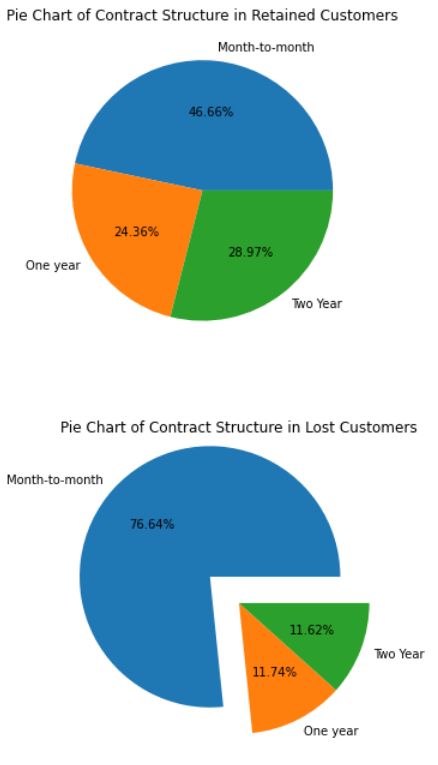 Pie Chart of Contract Structure in Retained Customers
Month-to-month
46.66%
24.36%
28.97%
One year
Two Year
Pie Chart of Contract Structure in Lost Customers
Month-to-month
76.64%
11.62%
Two Year
11.74%
One year